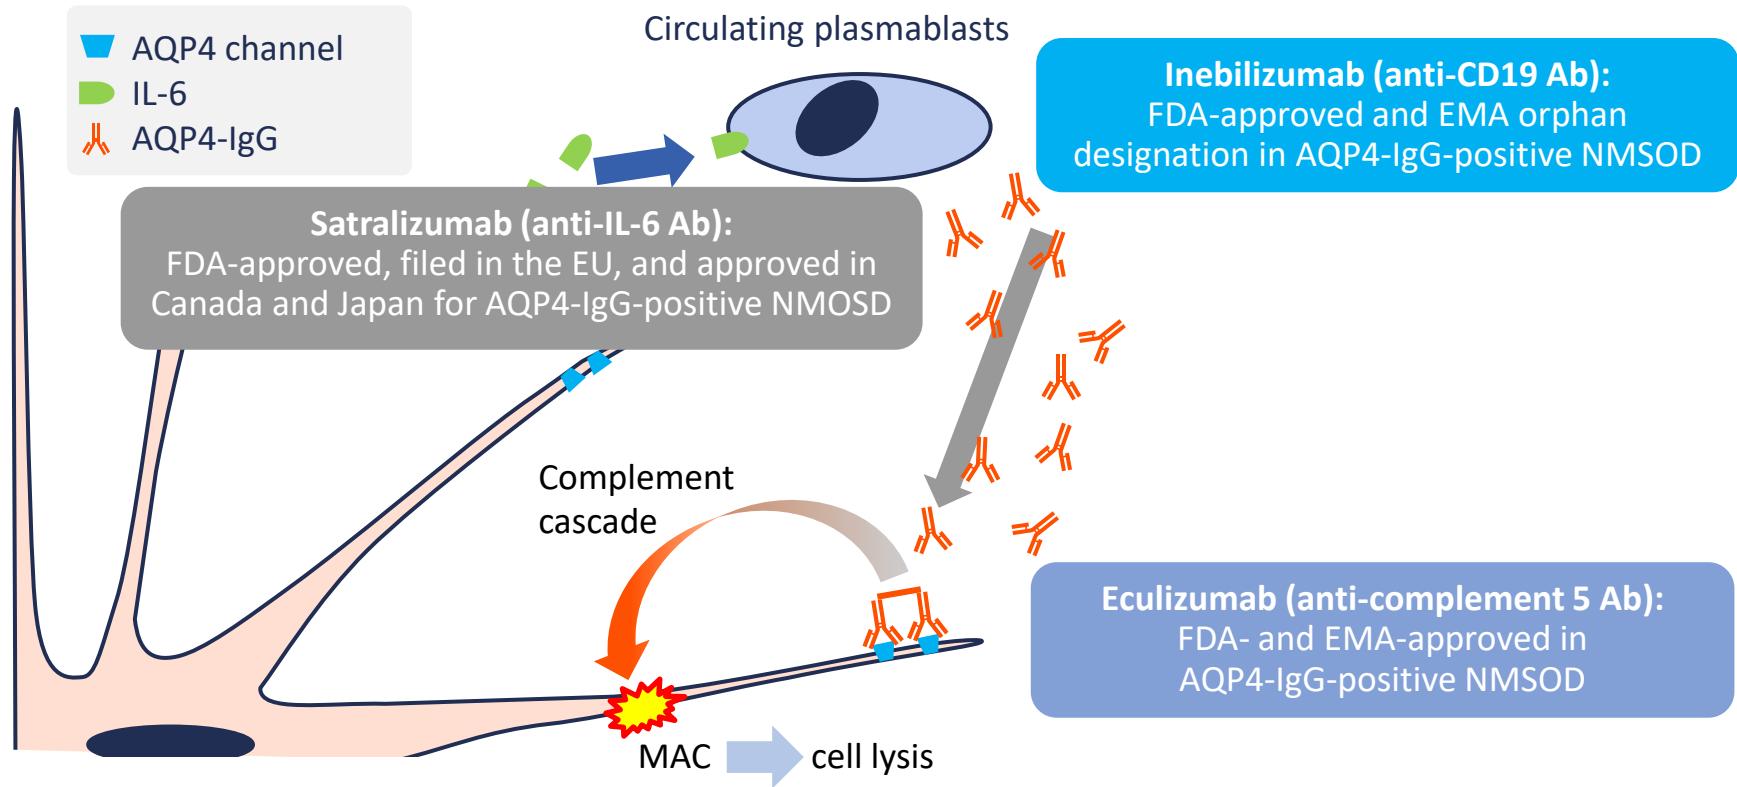 AQP4 channel
IL-6
AQP4-IgG
Circulating plasmablasts
Inebilizumab (anti-CD19 Ab):
FDA-approved and EMA orphan
designation in AQP4-IgG-positive NMSOD
Satralizumab (anti-IL-6 Ab):
FDA-approved, filed in the EU, and approved in
Canada and Japan for AQP4-IgG-positive NMOSD
Complement
cascade
Eculizumab (anti-complement 5 Ab):
FDA- and EMA-approved in
AQP4-IgG-positive NMSOD
MAC
cell lysis